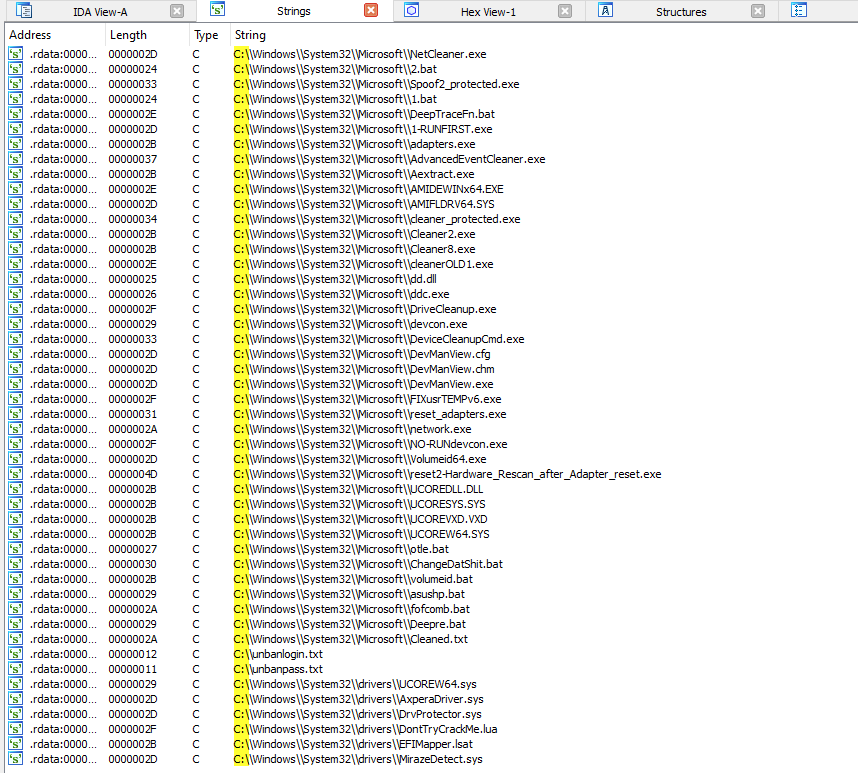 IDA View-A Strings Hex View-1 Structures
Address Length Type String
.rdata:0000... 0000002D C C:\\Windows\\System32\\Microsoft\\NetCleaner.exe
.rdata:0000... 00000024 C C:\\Windows\\System32\\Microsoft\\2.bat
.rdata:0000... 00000033 C C:\\Windows\\System32\\Microsoft\\Spoof2_protected.exe
.rdata:0000... 00000024 C C:\\Windows\\System32\\Microsoft\\1.bat
.rdata:0000... 0000002E C C:\\Windows\\System32\\Microsoft\\DeepTraceFn.bat
.rdata:0000... 0000002D C C:\\Windows\\System32\\Microsoft\\1-RUNFIRST.exe
.rdata:0000... 0000002B C C:\\Windows\\System32\\Microsoft\\adapters.exe
.rdata:0000... 00000037 C C:\\Windows\\System32\\Microsoft\\AdvancedEventCleaner.exe
.rdata:0000... 0000002B C C:\\Windows\\System32\\Microsoft\\Aextract.exe
.rdata:0000... 0000002E C C:\\Windows\\System32\\Microsoft\\AMIDEWINx64.EXE
.rdata:0000... 0000002D C C:\\Windows\\System32\\Microsoft\\AMIFLDRV64.SYS
.rdata:0000... 00000034 C C:\\Windows\\System32\\Microsoft\\cleaner_protected.exe
.rdata:0000... 0000002B C C:\\Windows\\System32\\Microsoft\\Cleaner2.exe
.rdata:0000... 0000002B C C:\\Windows\\System32\\Microsoft\\Cleaner8.exe
.rdata:0000... 0000002E C C:\\Windows\\System32\\Microsoft\\cleanerOLD1.exe
.rdata:0000... 00000025 C C:\\Windows\\System32\\Microsoft\\dd.dll
.rdata:0000... 00000026 C C:\\Windows\\System32\\Microsoft\\ddc.exe
.rdata:0000... 0000002F C C:\\Windows\\System32\\Microsoft\\DriveCleanup.exe
.rdata:0000... 00000029 C C:\\Windows\\System32\\Microsoft\\devcon.exe
.rdata:0000... 00000033 C C:\\Windows\\System32\\Microsoft\\DeviceCleanupCmd.exe
.rdata:0000... 0000002D C C:\\Windows\\System32\\Microsoft\\DevManView.cfg
.rdata:0000... 0000002D C C:\\Windows\\System32\\Microsoft\\DevManView.chm
.rdata:0000... 0000002D C C:\\Windows\\System32\\Microsoft\\DevManView.exe
.rdata:0000... 0000002F C C:\\Windows\\System32\\Microsoft\\FIXusrTEMPv6.exe
.rdata:0000... 00000031 C C:\\Windows\\System32\\Microsoft\\reset_adapters.exe
.rdata:0000... 0000002A C C:\\Windows\\System32\\Microsoft\\network.exe
.rdata:0000... 0000002F C C:\\Windows\\System32\\Microsoft\\NO-RUNdevcon.exe
.rdata:0000... 0000002D C C:\\Windows\\System32\\Microsoft\\Volumeid64.exe
.rdata:0000... 0000004D C C:\\Windows\\System32\\Microsoft\\reset2-Hardware_Rescan_after_Adapter_reset.exe
.rdata:0000... 0000002B C C:\\Windows\\System32\\Microsoft\\UCOREDLL.DLL
.rdata:0000... 0000002B C C:\\Windows\\System32\\Microsoft\\UCORESYS.SYS
.rdata:0000... 0000002B C C:\\Windows\\System32\\Microsoft\\UCOREVXD.VXD
.rdata:0000... 0000002B C C:\\Windows\\System32\\Microsoft\\UCOREW64.SYS
.rdata:0000... 00000027 C C:\\Windows\\System32\\Microsoft\\otle.bat
.rdata:0000... 00000030 C C:\\Windows\\System32\\Microsoft\\ChangeDatShit.bat
.rdata:0000... 0000002B C C:\\Windows\\System32\\Microsoft\\volumeid.bat
.rdata:0000... 00000029 C C:\\Windows\\System32\\Microsoft\\asushp.bat
.rdata:0000... 0000002A C C:\\Windows\\System32\\Microsoft\\fofcomb.bat
.rdata:0000... 00000029 C C:\\Windows\\System32\\Microsoft\\Deepre.bat
.rdata:0000... 0000002A C C:\\Windows\\System32\\Microsoft\\Cleaned.txt
.rdata:0000... 00000012 C C:\\unbanlogin.txt
.rdata:0000... 00000011 C C:\\unbanpass.txt
.rdata:0000... 00000029 C C:\\Windows\\System32\\drivers\\UCOREW64.sys
.rdata:0000... 0000002D C C:\\Windows\\System32\\drivers\\AxperaDriver.sys
.rdata:0000... 0000002D C C:\\Windows\\System32\\drivers\\DrvProtector.sys
.rdata:0000... 0000002F C C:\\Windows\\System32\\drivers\\DontTryCrackMe.lua
.rdata:0000... 0000002B C C:\\Windows\\System32\\drivers\\EFIMapper.lsat
.rdata:0000... 0000002D C C:\\Windows\\System32\\drivers\\MirazeDetect.sys